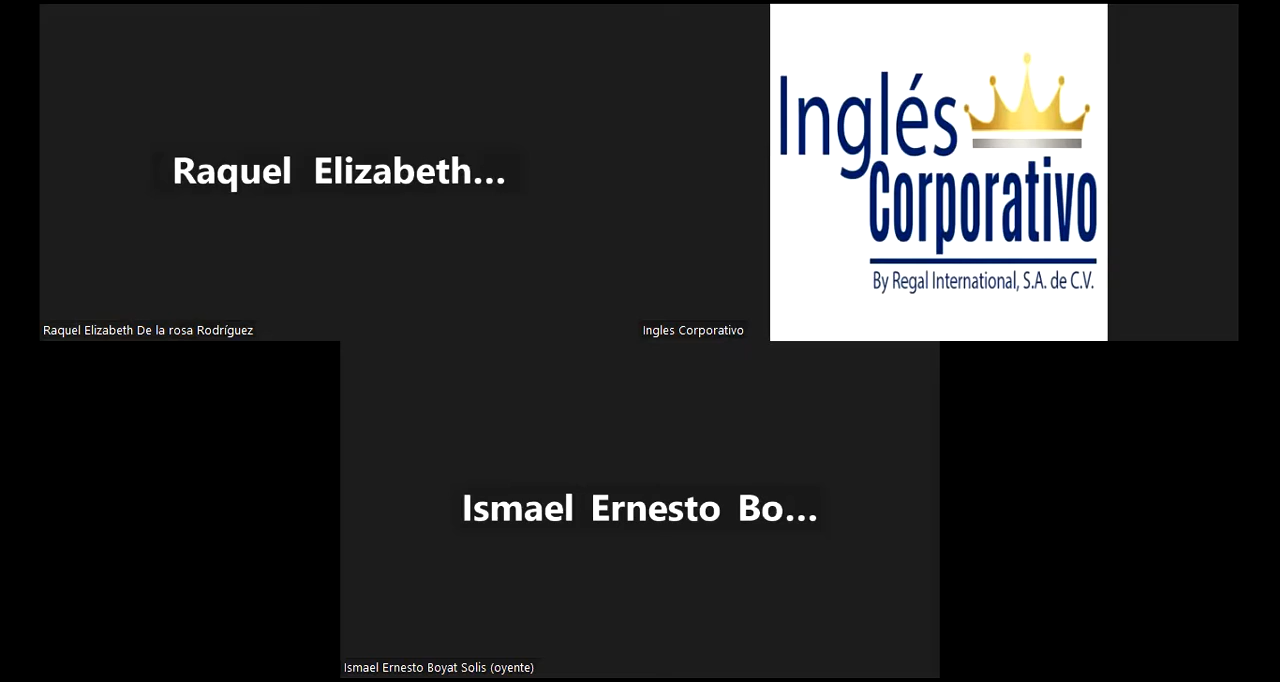 Raquel Elizabeth...
Raquel Elizabeth De la rosa Rodríguez
Inglés
Corporativo
By Regal International, S.A. de C.V.
Ingles Corporativo
Ismael Ernesto Bo...
Ismael Ernesto Boyat Solis (oyente)